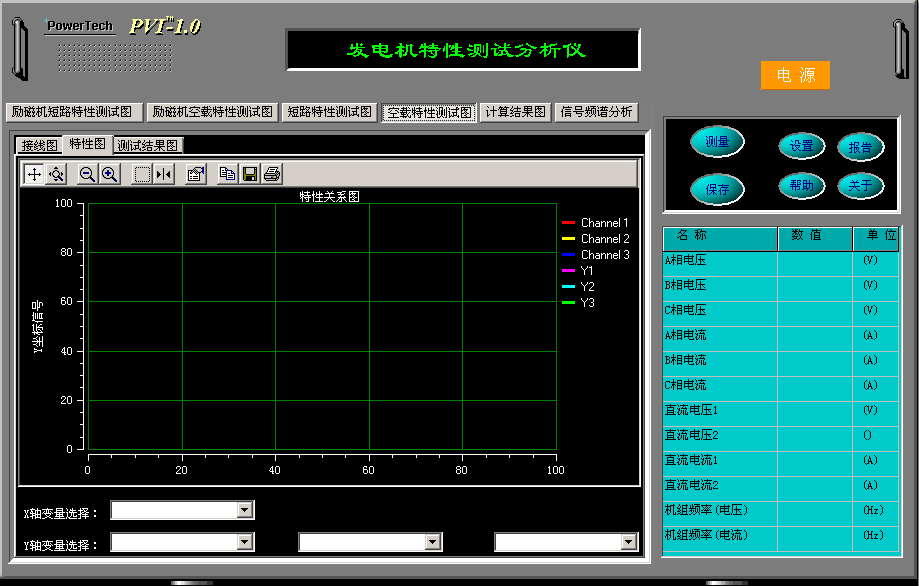 PowerTech PVI™-1.0
发电机特性测试分析仪
电 源
励磁机短路特性测试图 励磁机空载特性测试图 短路特性测试图 空载特性测试图 计算结果图 信号频谱分析
接线图 特性图 测试结果图
测量 设置 报告
保存 帮助 关于
特性关系图
100
80
60
40
20
0
Y坐标信号
0 20 40 60 80 100
Channel 1
Channel 2
Channel 3
Y1
Y2
Y3
X轴变量选择：
Y轴变量选择：
名 称 数 值 单 位
A相电压 (V)
B相电压 (V)
C相电压 (V)
A相电流 (A)
B相电流 (A)
C相电流 (A)
直流电压1 (V)
直流电压2 ()
直流电流1 (A)
直流电流2 (A)
机组频率(电压) (Hz)
机组频率(电流) (Hz)